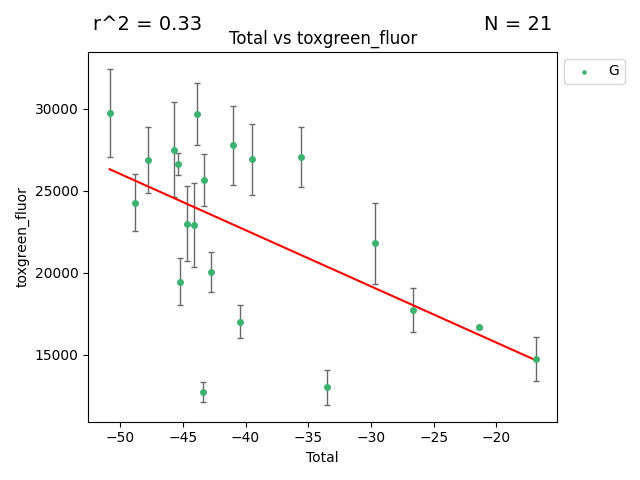 r^2 = 0.33
N = 21
Total vs toxgreen_fluor
G
30000
25000
20000
15000
toxgreen_fluor
−50
−45
−40
−35
−30
−25
−20
Total